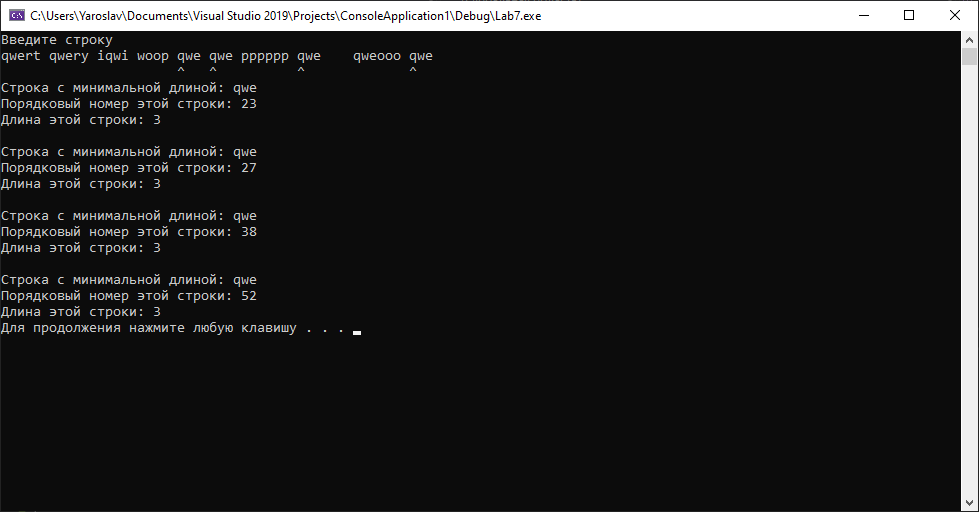 C:\Users\Yaroslav\Documents\Visual Studio 2019\Projects\ConsoleApplication1\Debug\Lab7.exe
Введите строку
qwert qwery iqwi woop qwe qwe pppppp qwe    qweooo qwe
                      ^   ^          ^             ^
Строка с минимальной длиной: qwe
Порядковый номер этой строки: 23
Длина этой строки: 3
Строка с минимальной длиной: qwe
Порядковый номер этой строки: 27
Длина этой строки: 3
Строка с минимальной длиной: qwe
Порядковый номер этой строки: 38
Длина этой строки: 3
Строка с минимальной длиной: qwe
Порядковый номер этой строки: 52
Длина этой строки: 3
Для продолжения нажмите любую клавишу . . .